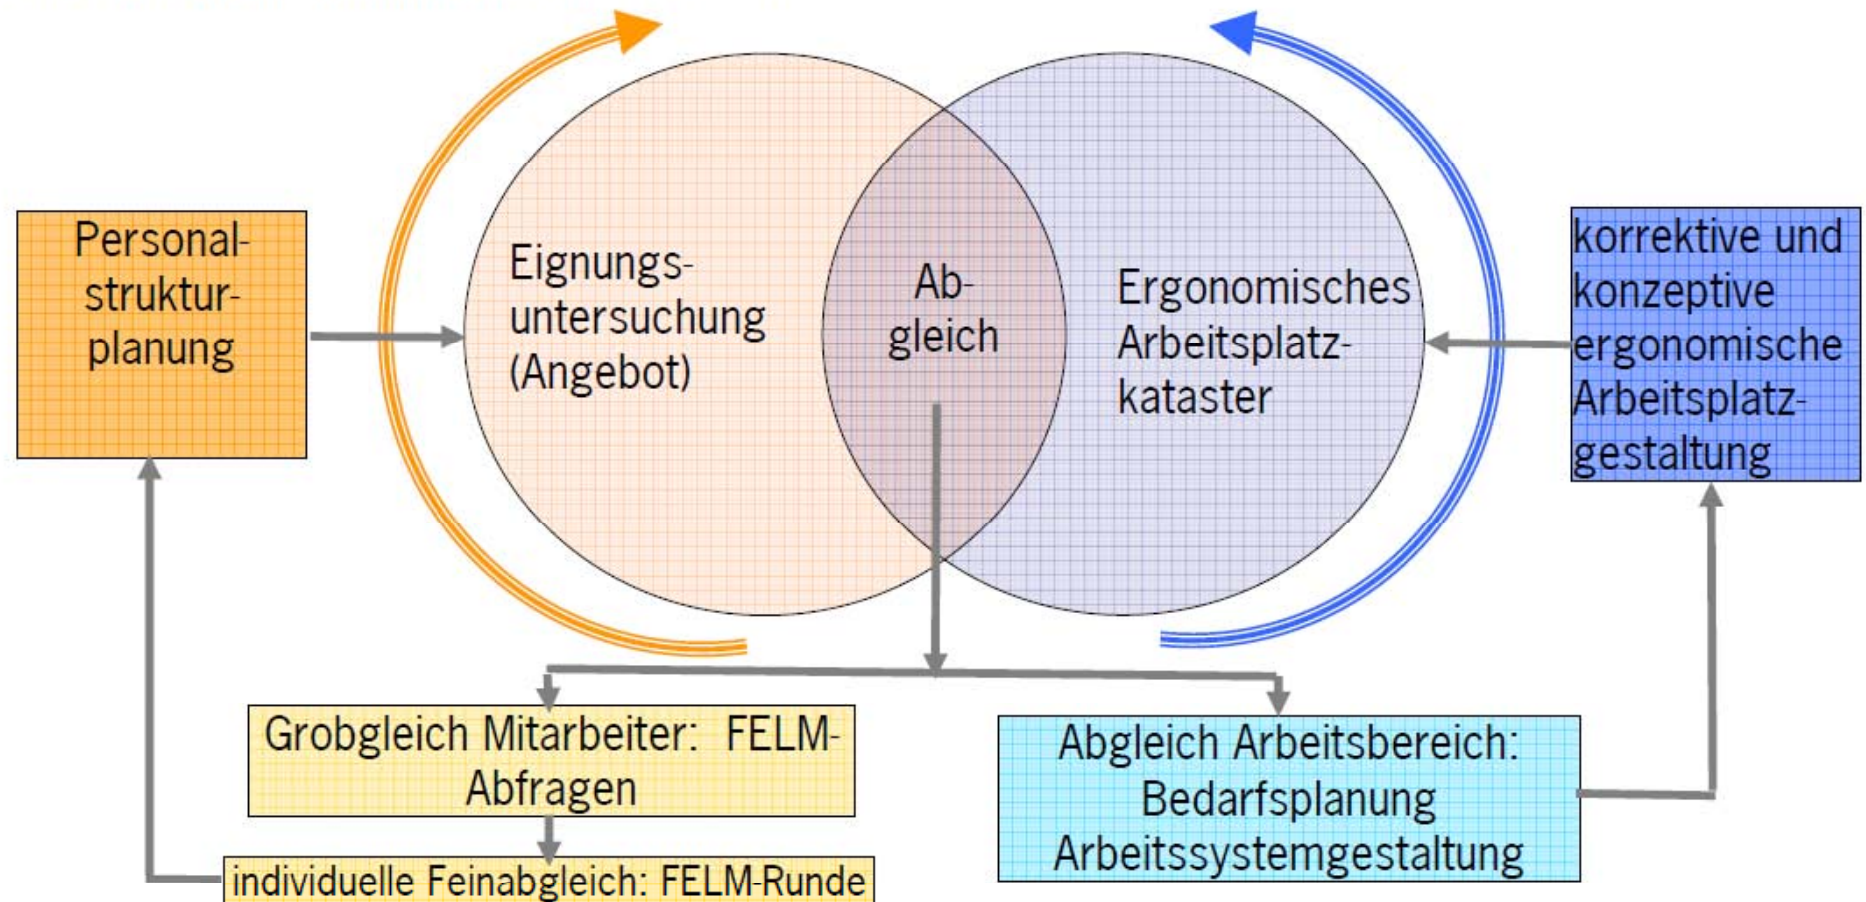 Personal-
struktur-
planung
Eignungs-
untersuchung
(Angebot)
Ab-
gleich
Ergonomisches
Arbeitsplatz-
kataster
korrektive und
konzeptive
ergonomische
Arbeitsplatz-
gestaltung
Grobgleich Mitarbeiter: FELM-
Abfragen
individuelle Feinabgleich: FELM-Runde
Abgleich Arbeitsbereich:
Bedarfsplanung
Arbeitssystemgestaltung